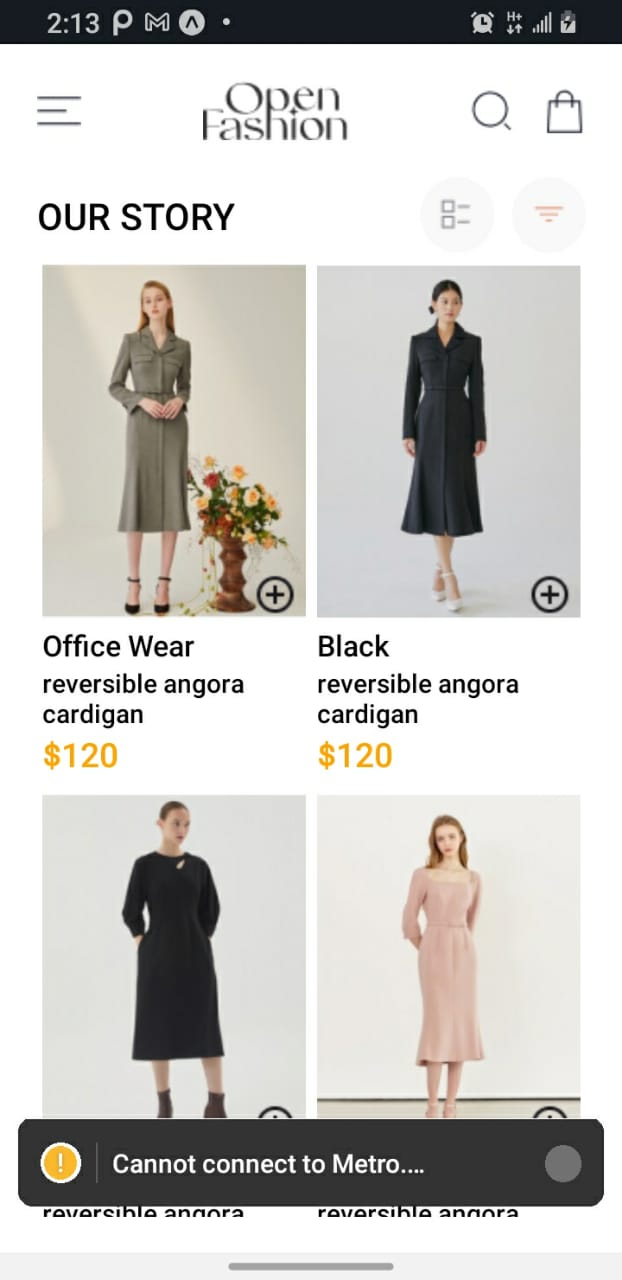 2:13
H+
Open
Fashion
OUR STORY
Office Wear
reversible angora
cardigan
$120
Black
reversible angora
cardigan
$120
! Cannot connect to Metro....
reversible angora
reversible angora